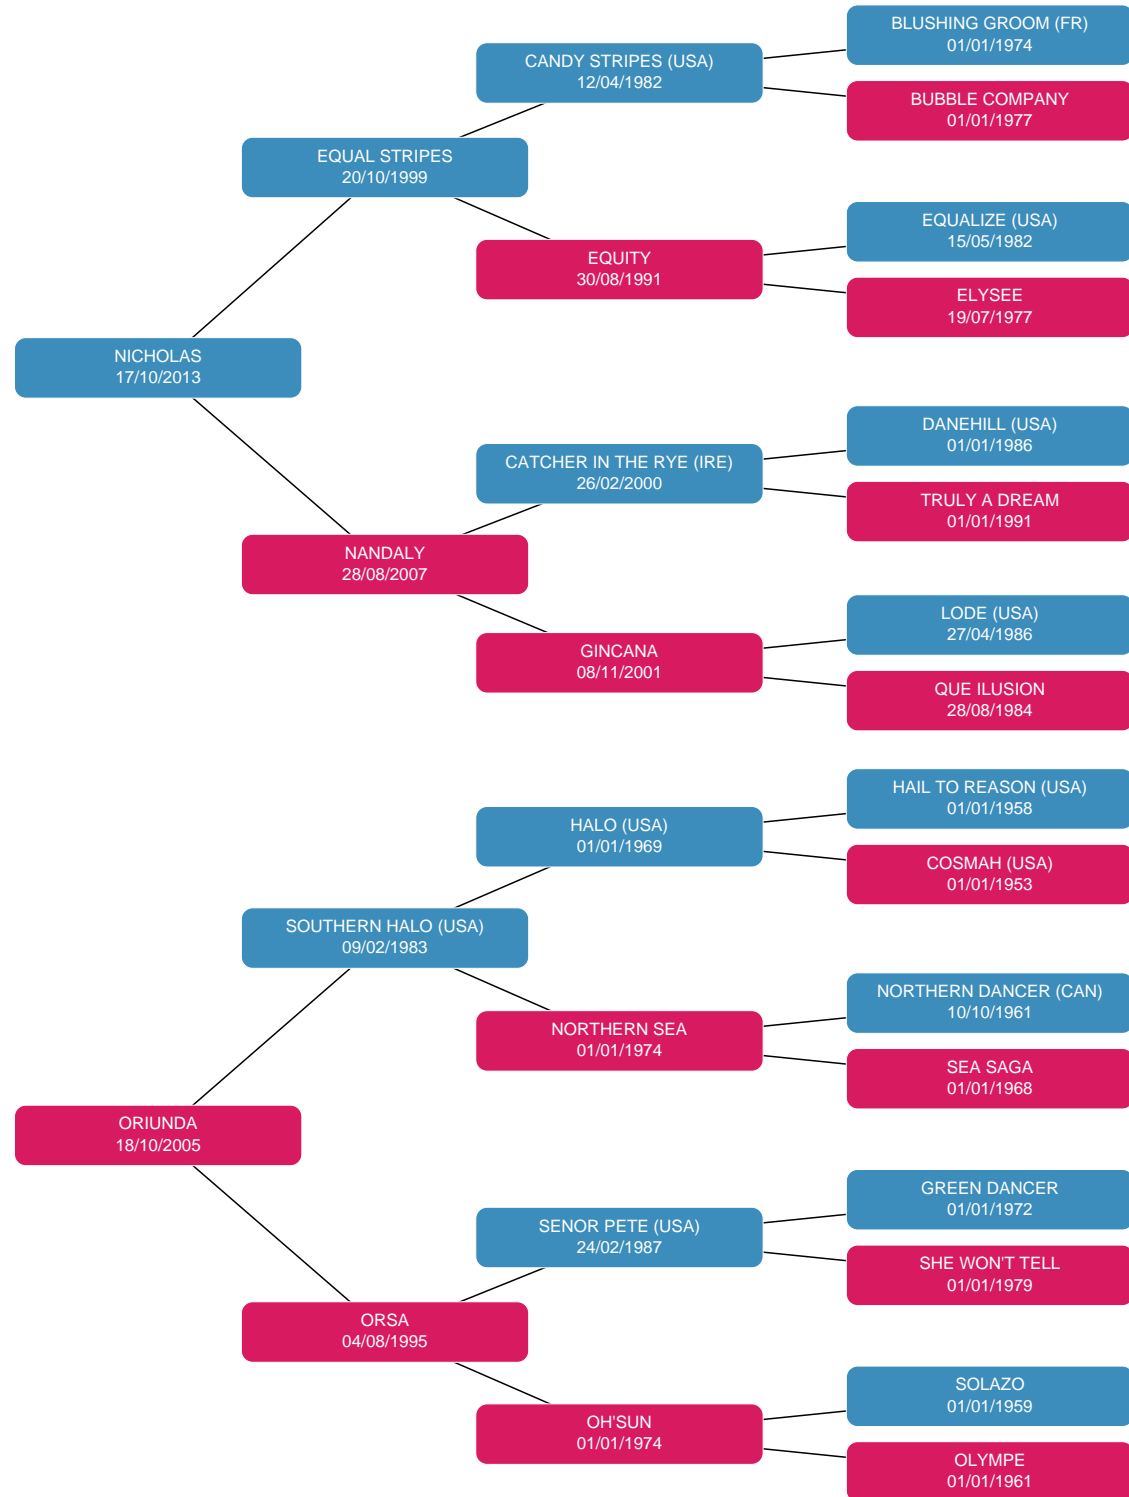 BLUSHING GROOM (FR)
01/01/1974
CANDY STRIPES (USA)
12/04/1982
BUBBLE COMPANY
01/01/1977
EQUAL STRIPES
20/10/1999
EQUALIZE (USA)
15/05/1982
EQUITY
30/08/1991
ELYSEE
19/07/1977
NICHOLAS
17/10/2013
DANEHILL (USA)
01/01/1986
CATCHER IN THE RYE (IRE)
26/02/2000
TRULY A DREAM
01/01/1991
NANDALY
28/08/2007
LODE (USA)
27/04/1986
GINCANA
08/11/2001
QUE ILUSION
28/08/1984
HAIL TO REASON (USA)
01/01/1958
HALO (USA)
01/01/1969
COSMAH (USA)
01/01/1953
SOUTHERN HALO (USA)
09/02/1983
NORTHERN DANCER (CAN)
10/10/1961
NORTHERN SEA
01/01/1974
SEA SAGA
01/01/1968
ORIUNDA
18/10/2005
GREEN DANCER
01/01/1972
SENOR PETE (USA)
24/02/1987
SHE WON'T TELL
01/01/1979
ORSA
04/08/1995
SOLAZO
01/01/1959
OH'SUN
01/01/1974
OLYMPE
01/01/1961